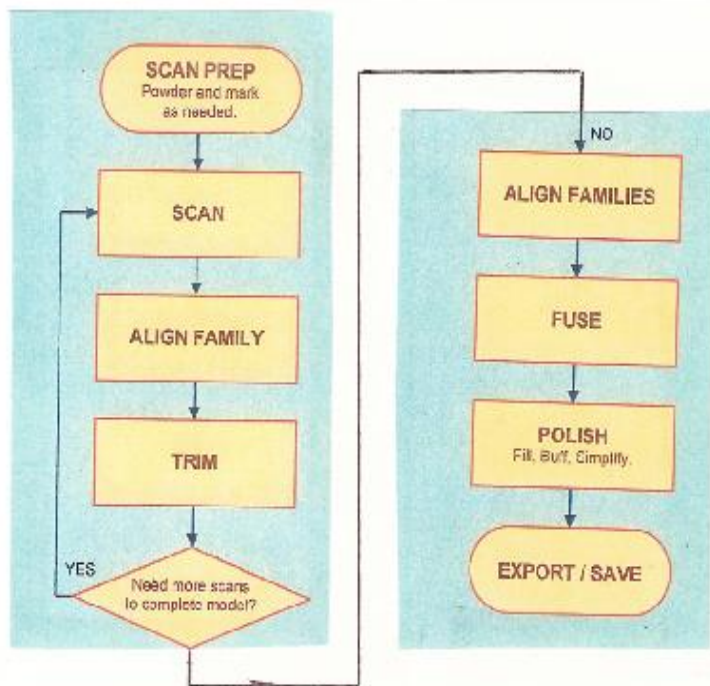 SCAN PREP
Powder and mark
as needed.
SCAN
ALIGN FAMILY
TRIM
Need more scans
to complete model?
YES
NO
ALIGN FAMILIES
FUSE
POLISH
Fill, Buff, Simplify.
EXPORT / SAVE